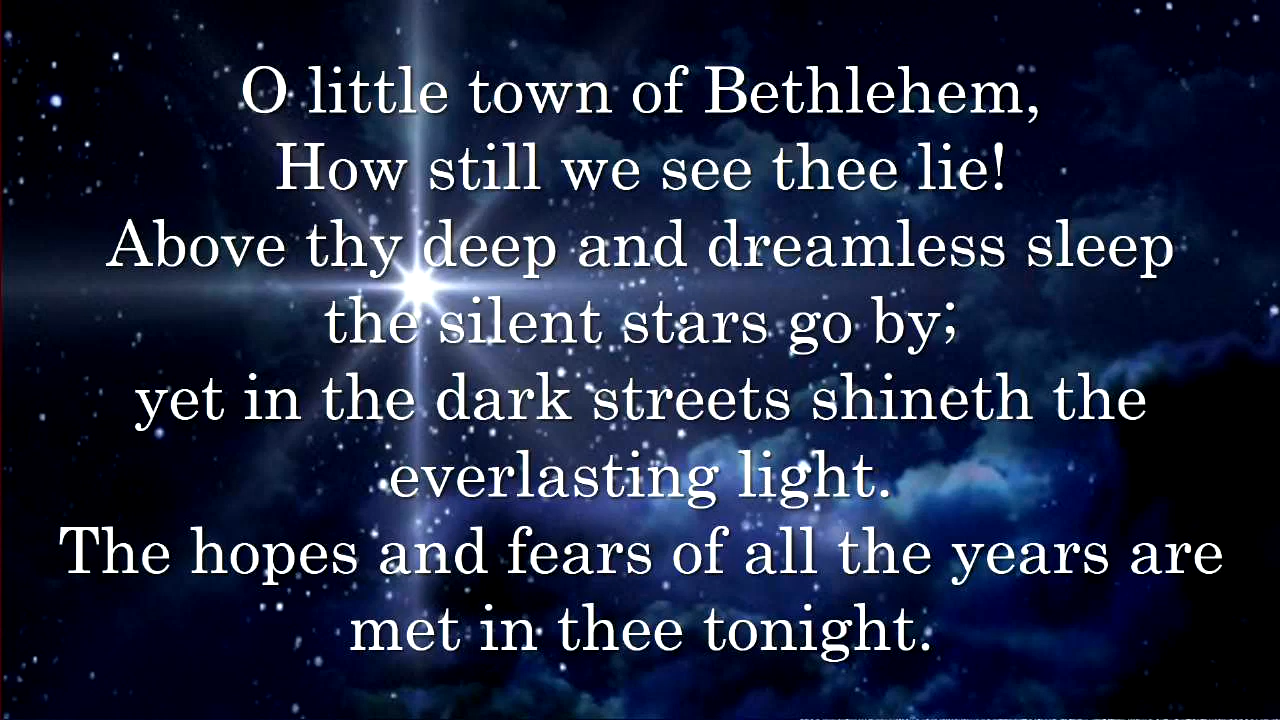 O little town of Bethlehem,
How still we see thee lie!
Above thy deep and dreamless sleep
the silent stars go by;
yet in the dark streets shineth the
everlasting light.
The hopes and fears of all the years are
met in thee tonight.